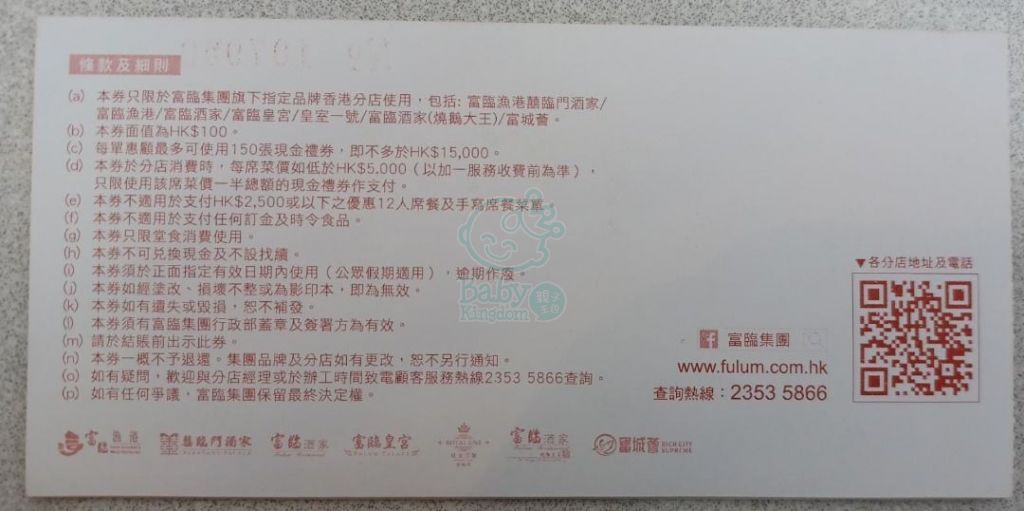 條款及細則
(a) 本券只限於富臨集團旗下指定品牌香港分店使用，包括: 富臨漁港囍臨門酒家/
富臨漁港/富臨酒家/富臨皇宮/皇室一號/富臨酒家(燒鵝大王)/富城薈。
(b) 本券面值為HK$100。
(c) 每單惠顧最多可使用150張現金禮券，即不多於HK$15,000。
(d) 本券於分店消費時，每席菜價如低於HK$5,000（以加一服務收費前為準），
只限使用該席菜價一半總額的現金禮券作支付。
(e) 本券不適用於支付HK$2,500或以下之優惠12人席餐及手寫席餐菜單。
(f) 本券不適用於支付任何訂金及時令食品。
(g) 本券只限堂食消費使用。
(h) 本券不可兌換現金及不設找續。
(i) 本券須於正面指定有效日期內使用（公眾假期適用），逾期作廢。
(j) 本券如經塗改、損壞不整或為影印本，即為無效。
(k) 本券如有遺失或毀損，恕不補發。
(l) 本券須有富臨集團行政部蓋章及簽署方為有效。
(m) 請於結賬前出示此券。
(n) 本券一概不予退還。集團品牌及分店如有更改，恕不另行通知。
(o) 如有疑問，歡迎與分店經理或於辦工時間致電顧客服務熱線2353 5866查詢。
(p) 如有任何爭議，富臨集團保留最終決定權。
▼各分店地址及電話
富臨集團
www.fulum.com.hk
查詢熱線：2353 5866
Baby
Kingdom
親子
王國
富臨漁港
囍臨門酒家
富臨酒家
富臨皇宮
富臨酒家
富城薈 RICH CITY
SUPREME